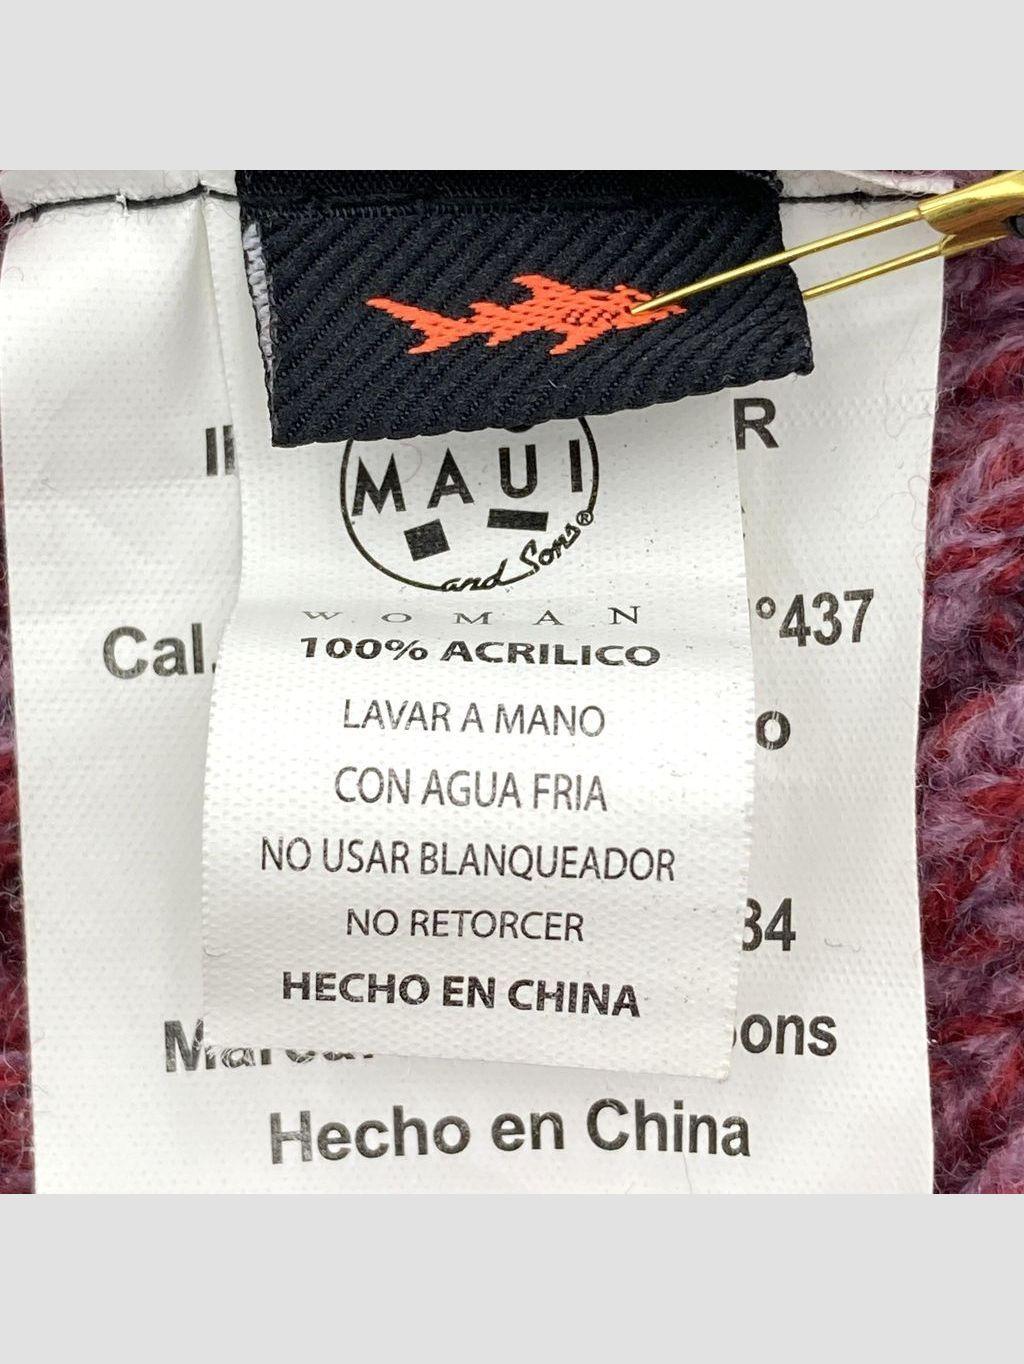 MAUI
and Sons®
WOMAN
100% ACRILICO
LAVAR A MANO
CON AGUA FRIA
NO USAR BLANQUEADOR
NO RETORCER
HECHO EN CHINA
R
Cal. °437
o
34
ons
Hecho en China